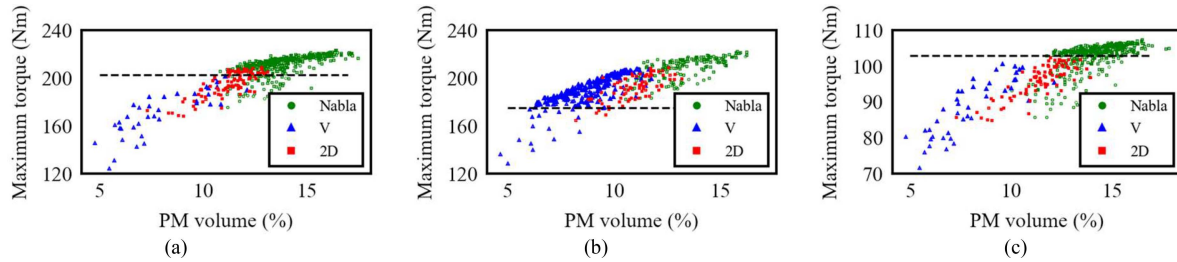 Maximum torque (Nm)
240
200
160
120
5
10
15
Nabla
V
2D
PM volume (%)
(a)
Maximum torque (Nm)
240
200
160
120
5
10
15
Nabla
V
2D
PM volume (%)
(b)
Maximum torque (Nm)
110
100
90
80
70
5
10
15
Nabla
V
2D
PM volume (%)
(c)